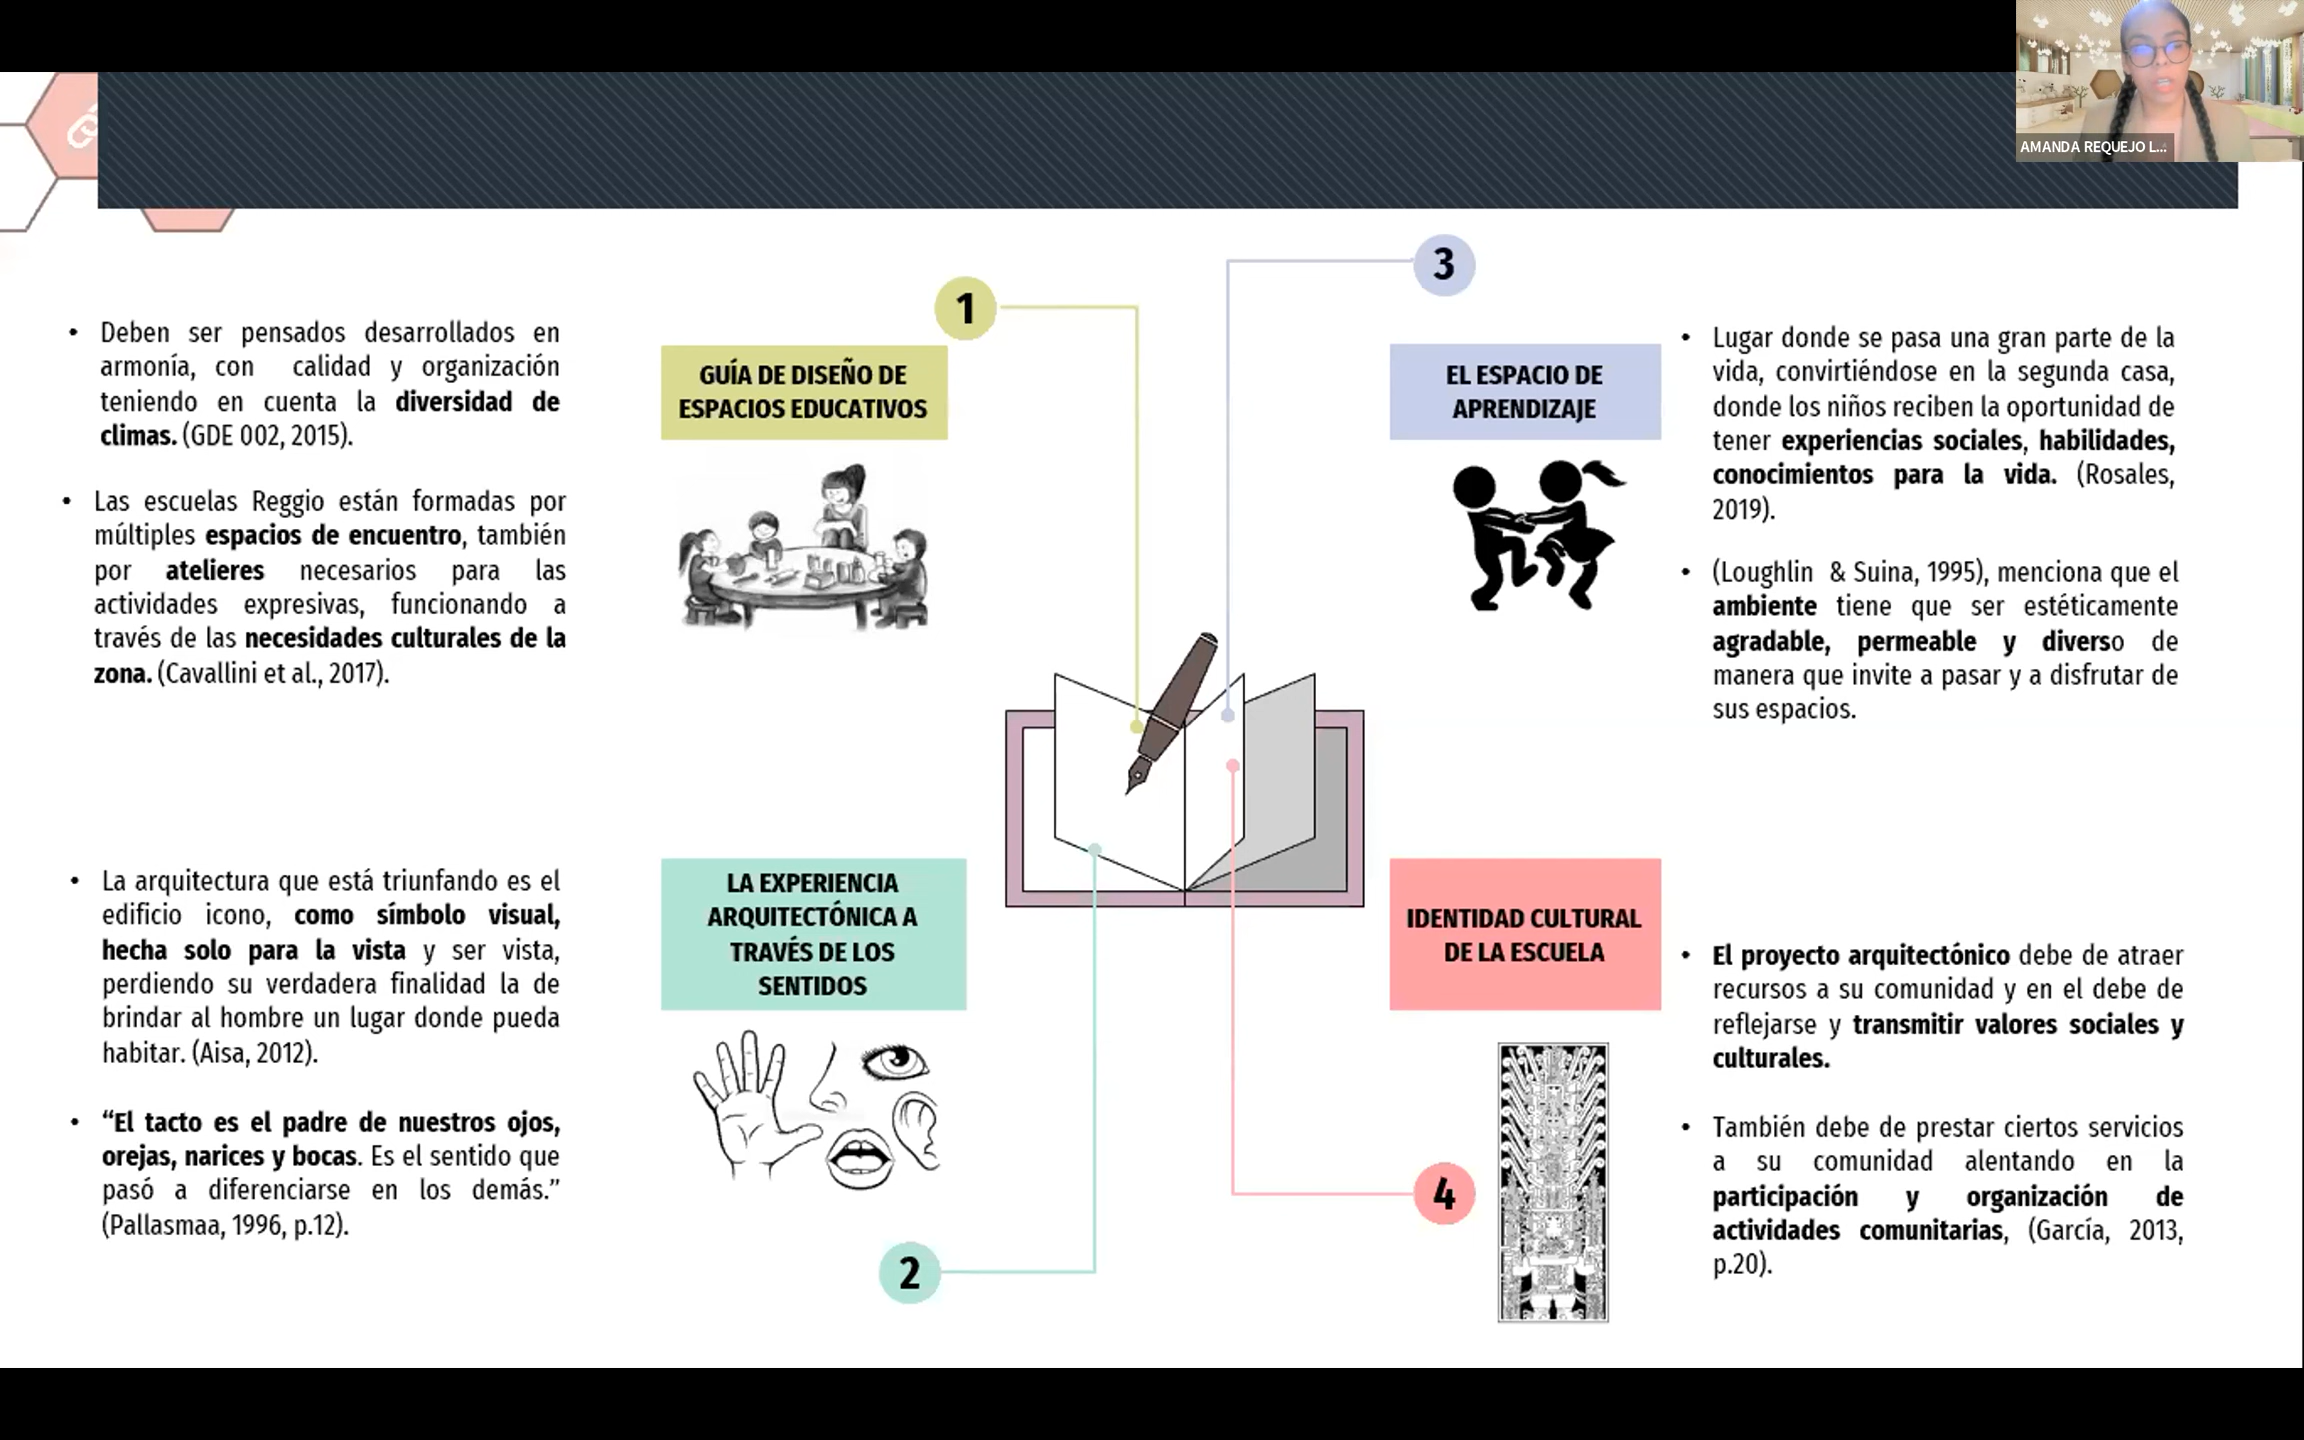 AMANDA REQUEJO L...
1
GUÍA DE DISEÑO DE
ESPACIOS EDUCATIVOS
• Deben ser pensados desarrollados en
armonía, con calidad y organización
teniendo en cuenta la diversidad de
climas. (GDE 002, 2015).
• Las escuelas Reggio están formadas por
múltiples espacios de encuentro, también
por atelieres necesarios para las
actividades expresivas, funcionando a
través de las necesidades culturales de la
zona. (Cavallini et al., 2017).
LA EXPERIENCIA
ARQUITECTÓNICA A
TRAVÉS DE LOS
SENTIDOS
• La arquitectura que está triunfando es el
edificio icono, como símbolo visual,
hecha solo para la vista y ser vista,
perdiendo su verdadera finalidad la de
brindar al hombre un lugar donde pueda
habitar. (Aisa, 2012).
• “El tacto es el padre de nuestros ojos,
orejas, narices y bocas. Es el sentido que
pasó a diferenciarse en los demás.”
(Pallasmaa, 1996, p.12).
2
3
EL ESPACIO DE
APRENDIZAJE
• Lugar donde se pasa una gran parte de la
vida, convirtiéndose en la segunda casa,
donde los niños reciben la oportunidad de
tener experiencias sociales, habilidades,
conocimientos para la vida. (Rosales,
2019).
• (Loughlin & Suina, 1995), menciona que el
ambiente tiene que ser estéticamente
agradable, permeable y diverso de
manera que invite a pasar y a disfrutar de
sus espacios.
IDENTIDAD CULTURAL
DE LA ESCUELA
• El proyecto arquitectónico debe de atraer
recursos a su comunidad y en el debe de
reflejarse y transmitir valores sociales y
culturales.
• También debe de prestar ciertos servicios
a su comunidad alentando en la
participación y organización de
actividades comunitarias, (García, 2013,
p.20).
4